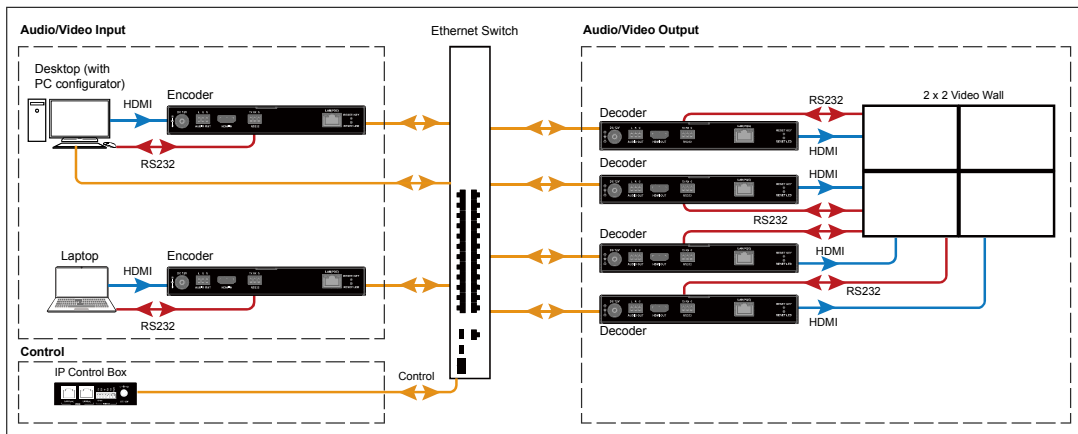 Audio/Video Input
Ethernet Switch
Audio/Video Output
Desktop (with
PC configurator)
Encoder
HDMI
RS232
Decoder
RS232
2 x 2 Video Wall
HDMI
Decoder
HDMI
RS232
Laptop
Encoder
HDMI
RS232
Decoder
HDMI
RS232
HDMI
Decoder
Control
IP Control Box
Control